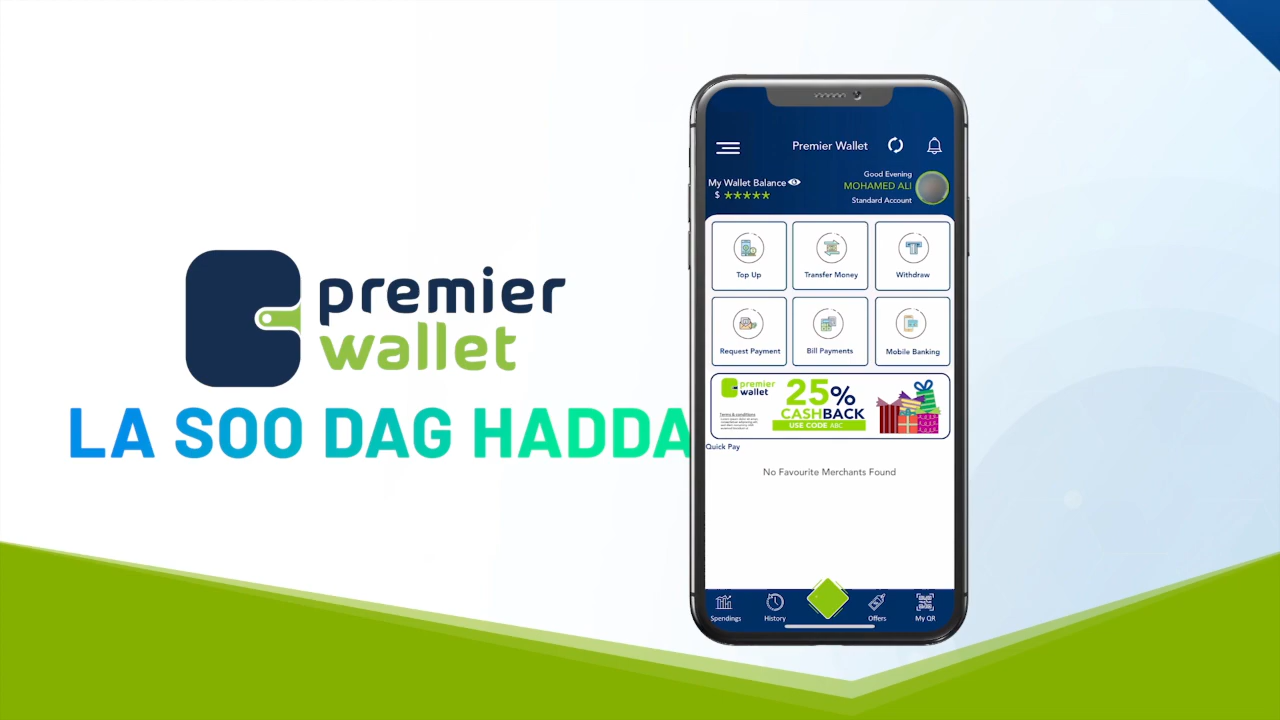 premier
wallet
LA SOO DAG HADDA
Premier Wallet
My Wallet Balance
$ *****
Good Evening
MOHAMED ALI
Standard Account
Top Up
Transfer Money
Withdraw
Request Payment
Bill Payments
Mobile Banking
premier
wallet
Terms & conditions
25%
CASHBACK
USE CODE ABC
Quick Pay
No Favourite Merchants Found
Spendings
History
Offers
My QR